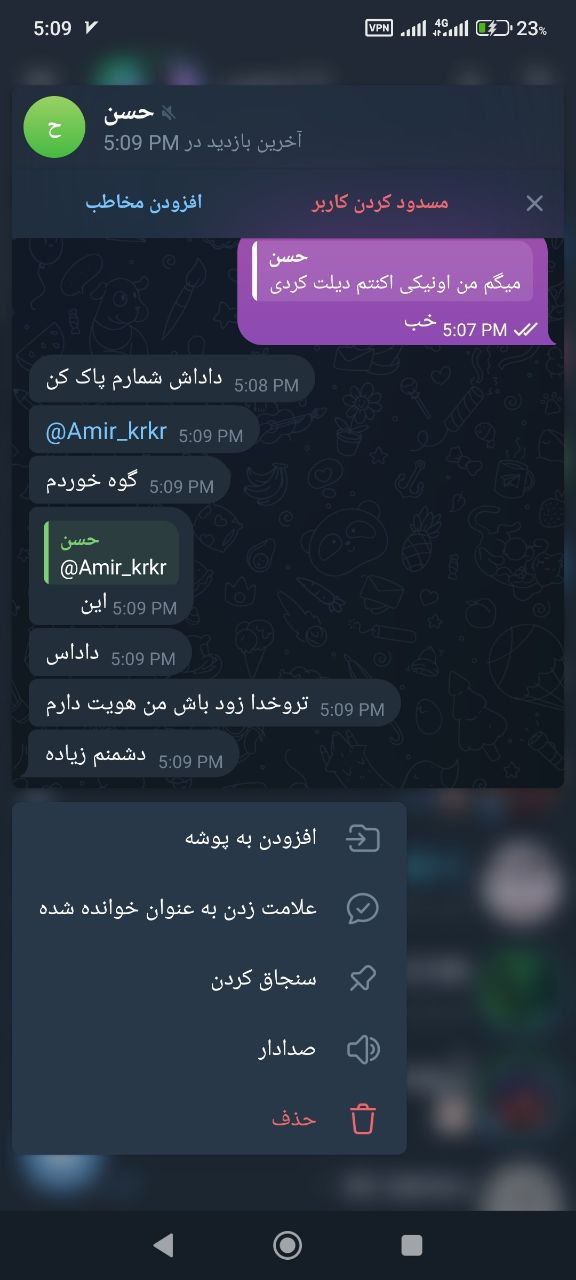 5:09
VPN
4G
23%
ح
حسن
آخرین بازدید در 5:09 PM
افزودن مخاطب
مسدود کردن کاربر
حسن
میگم من اونیکی اکنتم دیلت کردی
خب 5:07 PM
داداش شمارم پاک کن 5:08 PM
@Amir_krkr 5:09 PM
گوه خوردم 5:09 PM
حسن
@Amir_krkr
این 5:09 PM
داداس 5:09 PM
تروخدا زود باش من هویت دارم 5:09 PM
دشمنم زیاده 5:09 PM
افزودن به پوشه
علامت زدن به عنوان خوانده شده
سنجاق کردن
صدادار
حذف